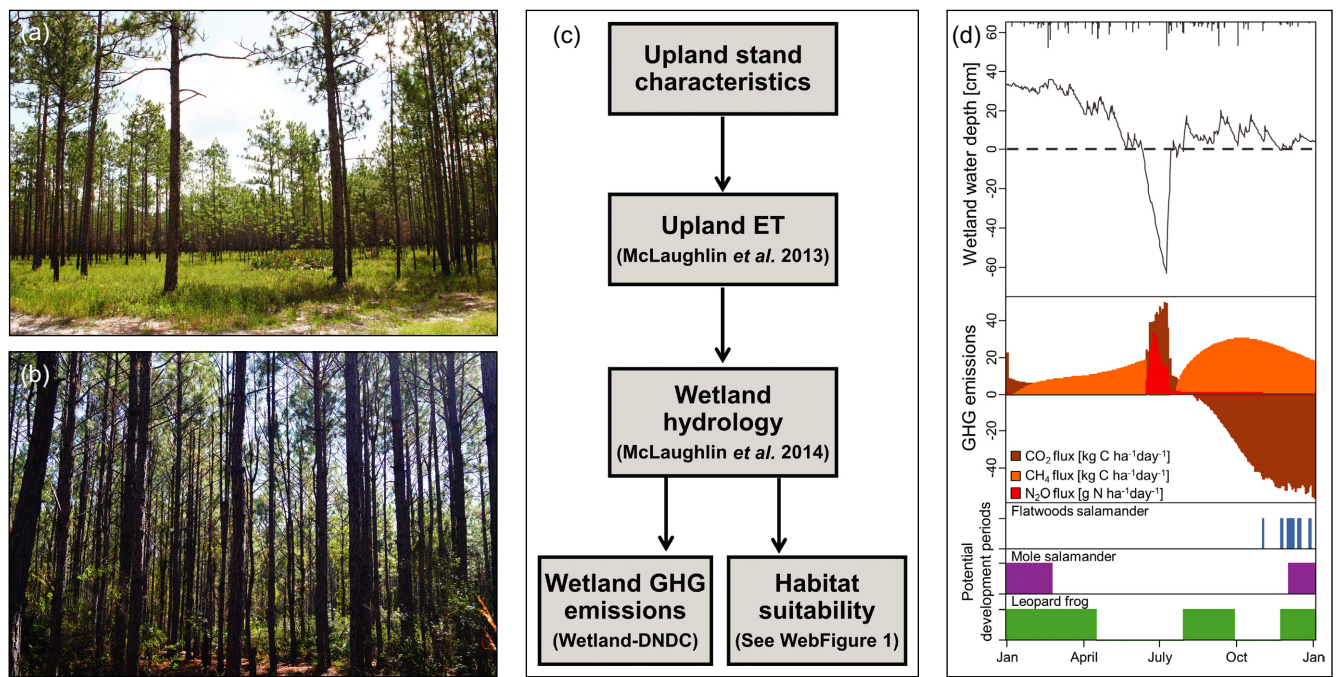 (a)
(b)
(c)
Upland stand
characteristics
Upland ET
(McLaughlin et al. 2013)
Wetland
hydrology
(McLaughlin et al. 2014)
Wetland GHG
emissions
(Wetland-DNDC)
Habitat
suitability
(See WebFigure 1)
(d)
Wetland water depth [cm]
60
40
20
0
-20
-40
-60
GHG emissions
40
20
0
20
40
CO₂ flux [kg C ha⁻¹day⁻¹]
CH₄ flux [kg C ha⁻¹day⁻¹]
N₂O flux [g N ha⁻¹day⁻¹]
Potential
development periods
Flatwoods salamander
Mole salamander
Leopard frog
Jan April July Oct Jan